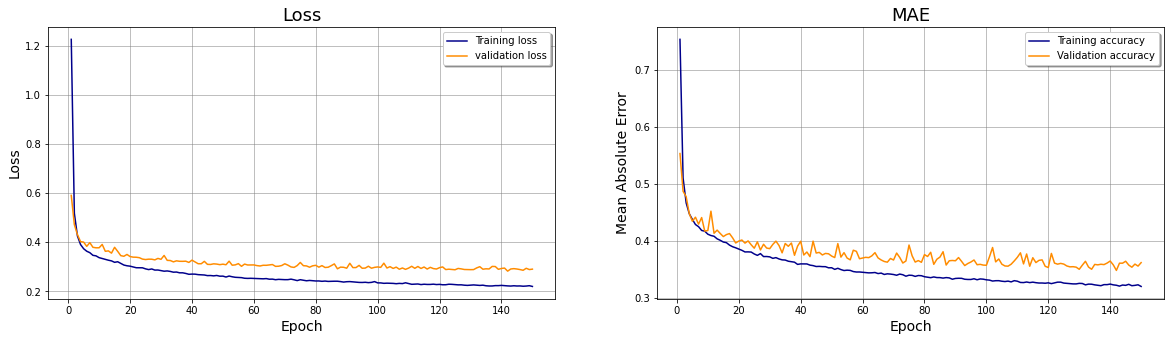 Loss
Training loss
validation loss
1.2
1.0
0.8
0.6
0.4
0.2
Loss
0 20 40 60 80 100 120 140
Epoch
MAE
Training accuracy
Validation accuracy
0.7
0.6
0.5
0.4
0.3
Mean Absolute Error
0 20 40 60 80 100 120 140
Epoch